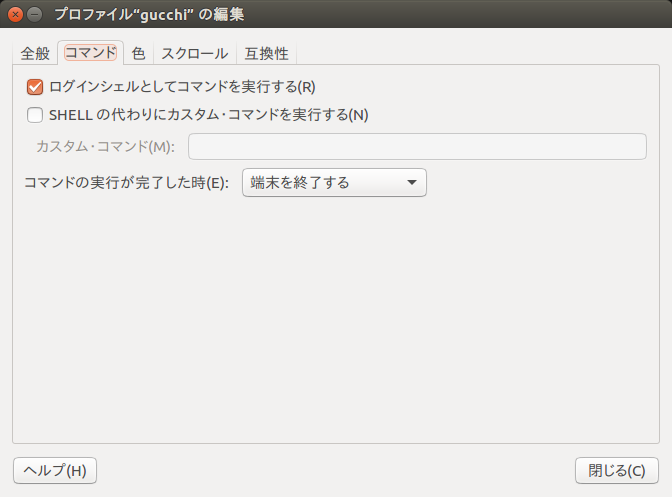 プロファイル“gucchi” の編集
全般 コマンド 色 スクロール 互換性
ログインシェルとしてコマンドを実行する(R)
SHELL の代わりにカスタム・コマンドを実行する(N)
カスタム・コマンド(M):
コマンドの実行が完了した時(E): 端末を終了する
ヘルプ(H) 閉じる(C)